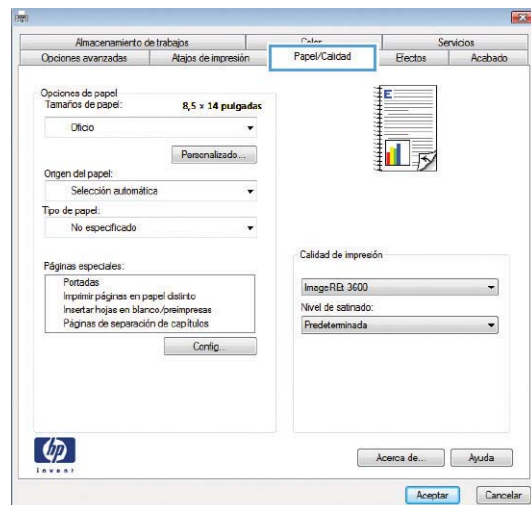 Almacenamiento de trabajos Color Servicios
Opciones avanzadas Atajos de impresión Papel/Calidad Efectos Acabado
Opciones de papel
Tamaños de papel: 8,5 × 14 pulgadas
Oficio
Personalizado...
Origen del papel:
Selección automática
Tipo de papel:
No especificado
Páginas especiales:
Portadas
Imprimir páginas en papel distinto
Insertar hojas en blanco/preimpresas
Páginas de separación de capítulos
Config...
E
Calidad de impresión
ImageREt 3600
Nivel de satinado:
Predeterminada
hp
invent
Acerca de... Ayuda
Aceptar Cancelar